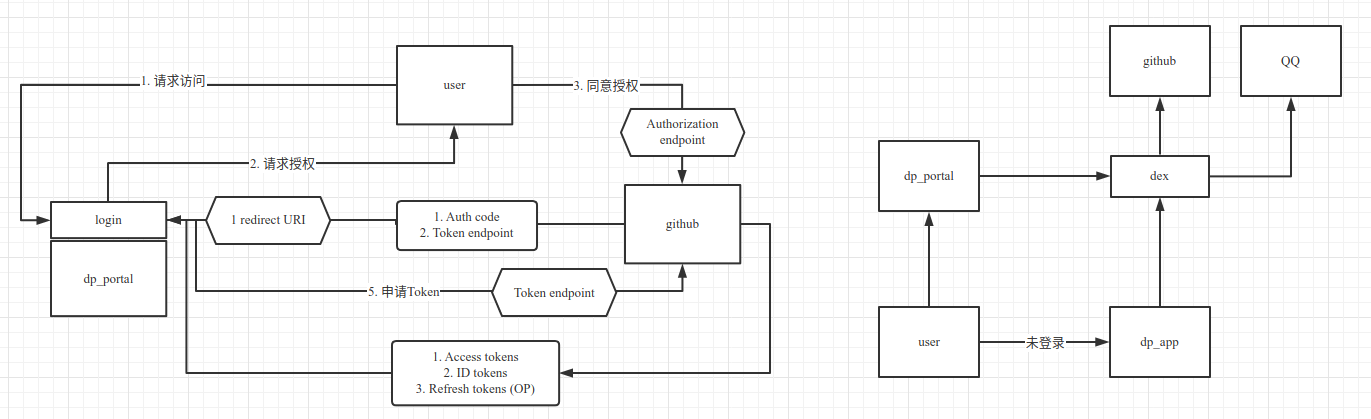 1. 请求访问
user
3. 同意授权
Authorization
endpoint
2. 请求授权
login
1 redirect URI
1. Auth code
2. Token endpoint
github
dp_portal
5. 申请Token
Token endpoint
1. Access tokens
2. ID tokens
3. Refresh tokens (OP)
github
QQ
dp_portal
dex
user
未登录
dp_app